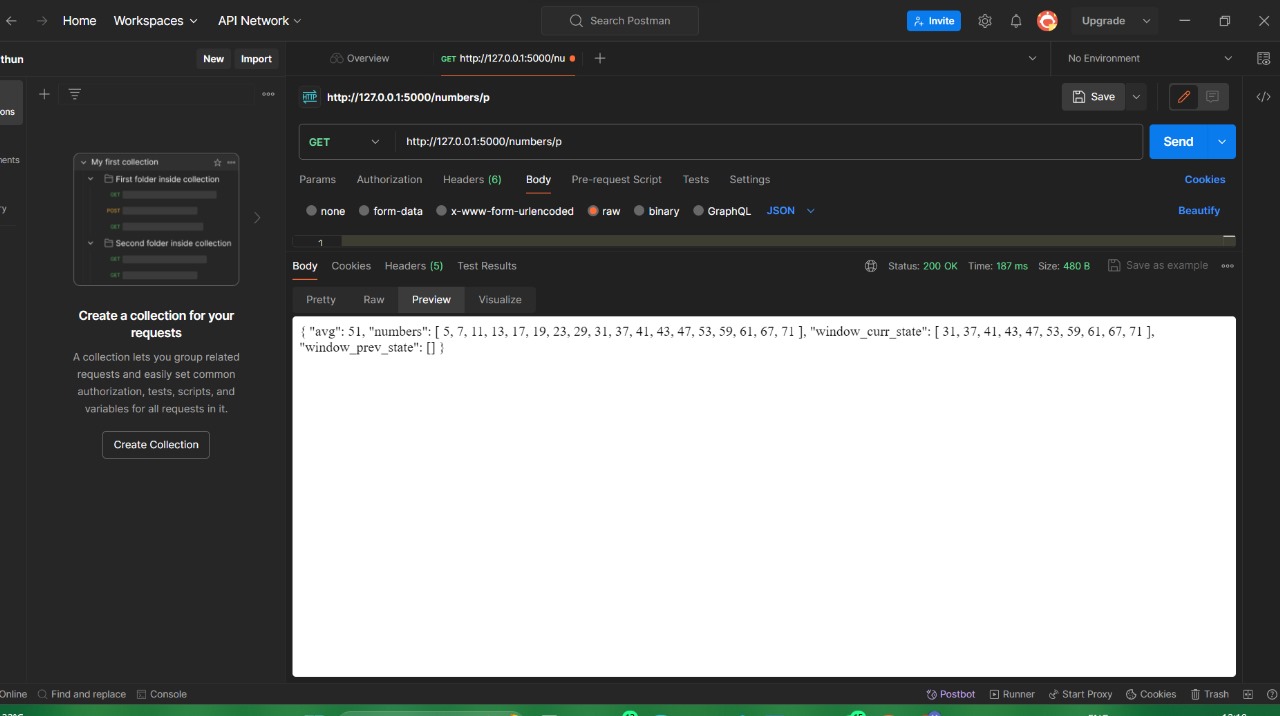 Home Workspaces API Network Search Postman Invite Upgrade
thun New Import Overview GET http://127.0.0.1:5000/nu No Environment
ons HTTP http://127.0.0.1:5000/numbers/p Save
GET http://127.0.0.1:5000/numbers/p Send
ents
Params Authorization Headers (6) Body Pre-request Script Tests Settings Cookies
ry none form-data x-www-form-urlencoded raw binary GraphQL JSON Beautify
1
My first collection
First folder inside collection
GET
POST
GET
Second folder inside collection
GET
GET
Create a collection for your
requests
A collection lets you group related
requests and easily set common
authorization, tests, scripts, and
variables for all requests in it.
Create Collection
Body Cookies Headers (5) Test Results Status: 200 OK Time: 187 ms Size: 480 B Save as example
Pretty Raw Preview Visualize
{ "avg": 51, "numbers": [ 5, 7, 11, 13, 17, 19, 23, 29, 31, 37, 41, 43, 47, 53, 59, 61, 67, 71 ], "window_curr_state": [ 31, 37, 41, 43, 47, 53, 59, 61, 67, 71 ],
"window_prev_state": [] }
Online Find and replace Console Postbot Runner Start Proxy Cookies Trash